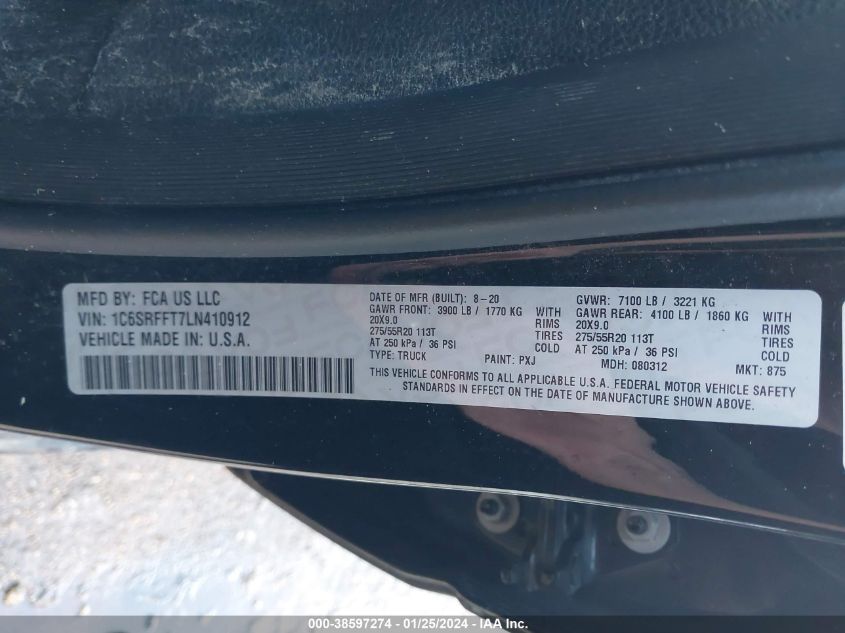 MFD BY: FCA US LLC
VIN: 1C6SRFFT7LN410912
VEHICLE MADE IN: U.S.A.
DATE OF MFR (BUILT): 8-20
GAWR FRONT: 3900 LB / 1770 KG WITH
20X9.0 RIMS
275/55R20 113T TIRES
AT 250 kPa / 36 PSI COLD
TYPE: TRUCK PAINT: PXJ
GVWR: 7100 LB / 3221 KG
GAWR REAR: 4100 LB / 1860 KG WITH
20X9.0 RIMS
275/55R20 113T TIRES
AT 250 kPa / 36 PSI COLD
MDH: 080312 MKT: 875
THIS VEHICLE CONFORMS TO ALL APPLICABLE U.S.A. FEDERAL MOTOR VEHICLE SAFETY
STANDARDS IN EFFECT ON THE DATE OF MANUFACTURE SHOWN ABOVE.
000-38597274 - 01/25/2024 - IAA Inc.